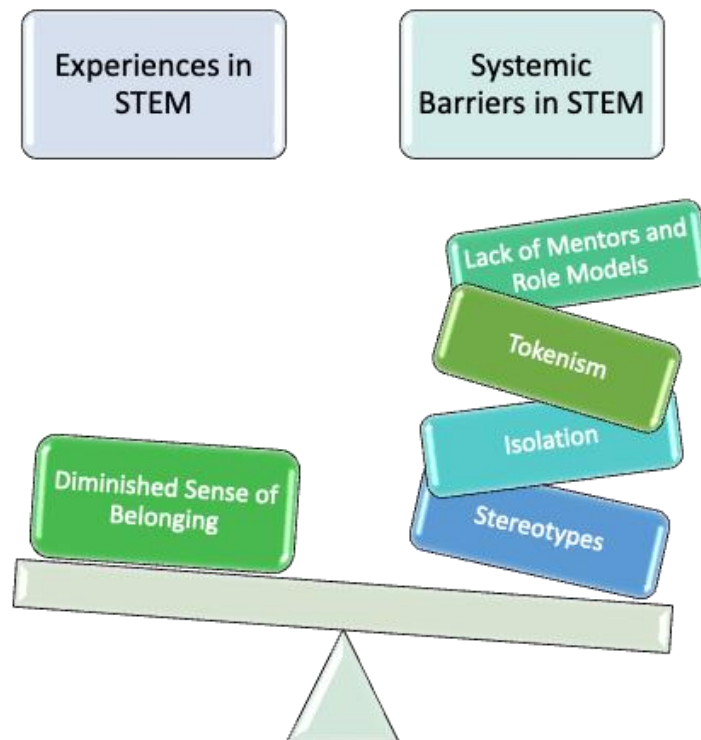 Experiences in
STEM
Systemic
Barriers in STEM
Lack of Mentors and
Role Models
Tokenism
Isolation
Stereotypes
Diminished Sense of
Belonging